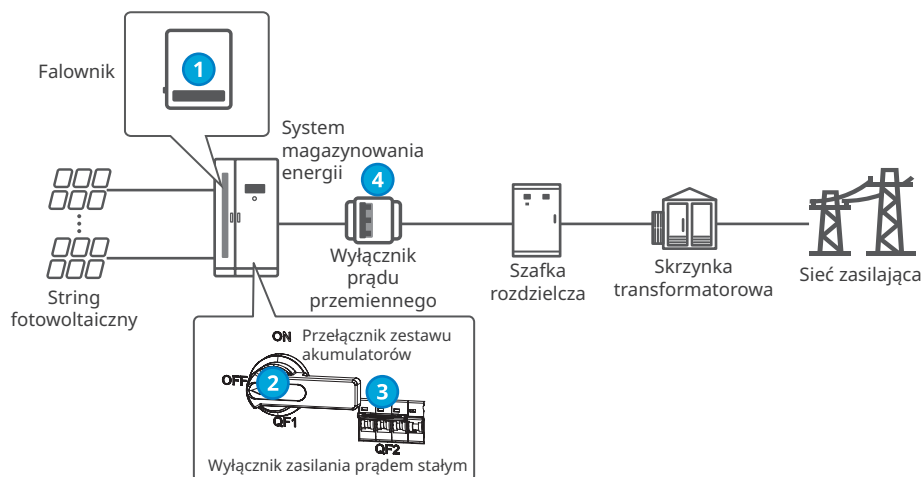 1
Falownik
System
magazynowania
energii
4
Wyłącznik
prądu
przemiennego
Szafka
rozdzielcza
Skrzynka
transformatorowa
Sieć zasilająca
String
fotowoltaiczny
ON
Przełącznik zestawu
akumulatorów
OFF
2
3
QF1
QF2
Wyłącznik zasilania prądem stałym